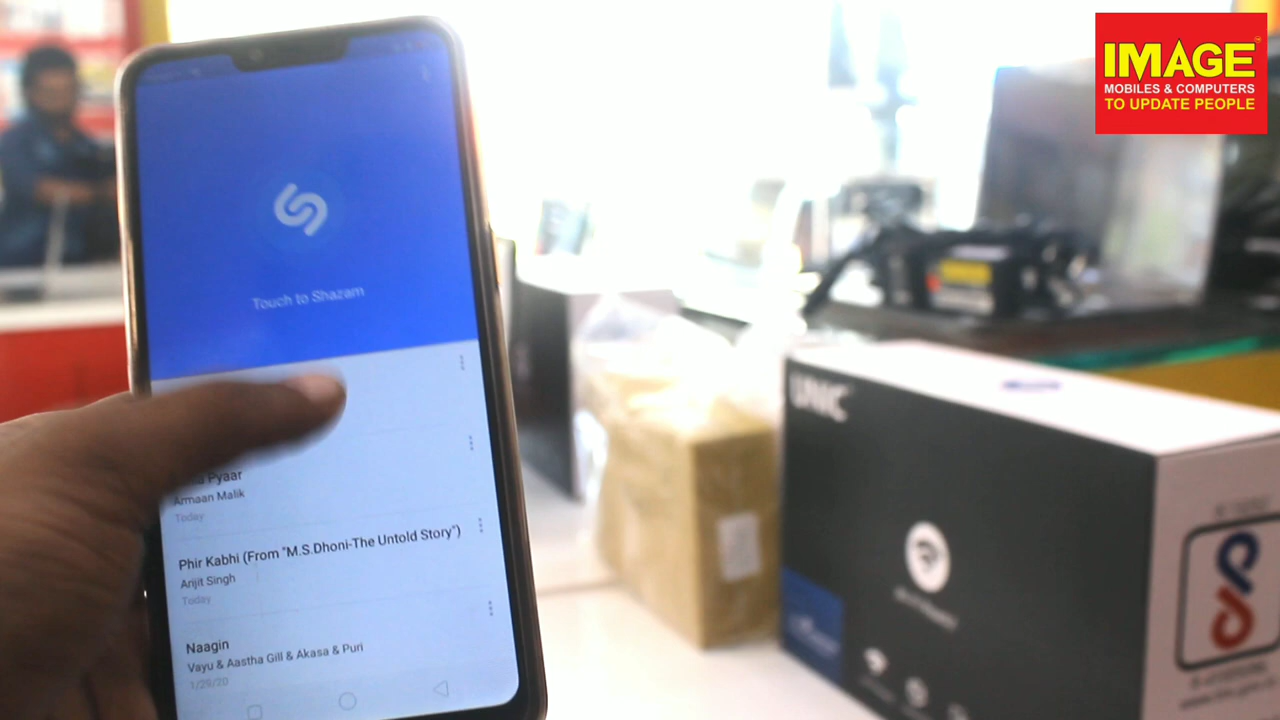 IMAGE
MOBILES & COMPUTERS
TO UPDATE PEOPLE
Touch to Shazam
Pyaar
Armaan Malik
Today
Phir Kabhi (From "M.S.Dhoni-The Untold Story")
Arijit Singh
Today
Naagin
Vayu & Aastha Gill & Akasa & Puri
1/29/20
UNIC